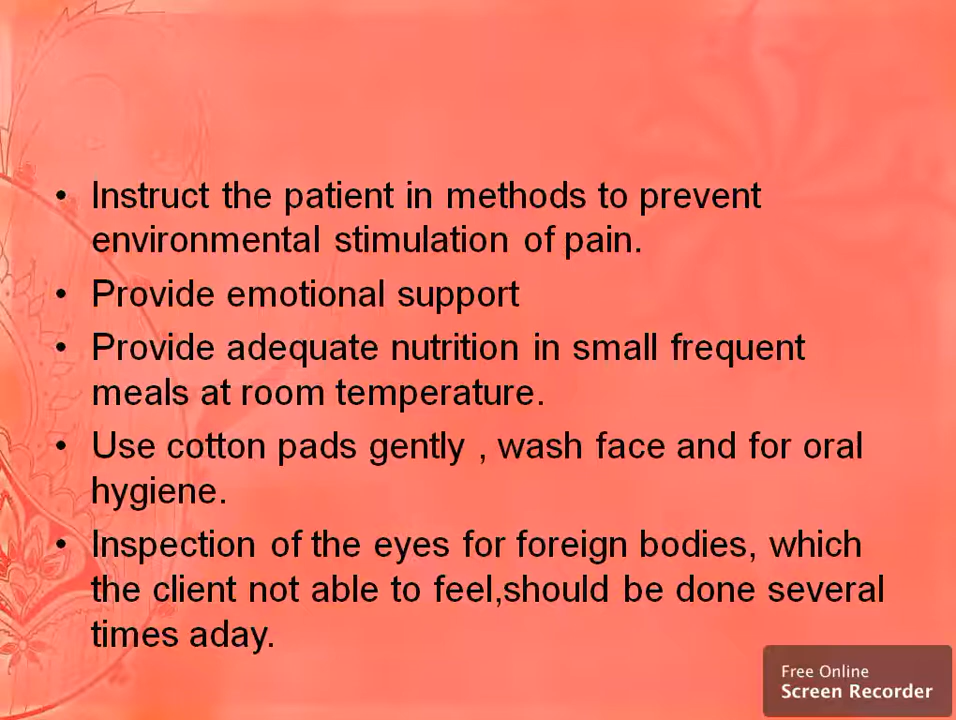 • Instruct the patient in methods to prevent
environmental stimulation of pain.
• Provide emotional support
• Provide adequate nutrition in small frequent
meals at room temperature.
• Use cotton pads gently , wash face and for oral
hygiene.
• Inspection of the eyes for foreign bodies, which
the client not able to feel,should be done several
times aday.
Free Online
Screen Recorder